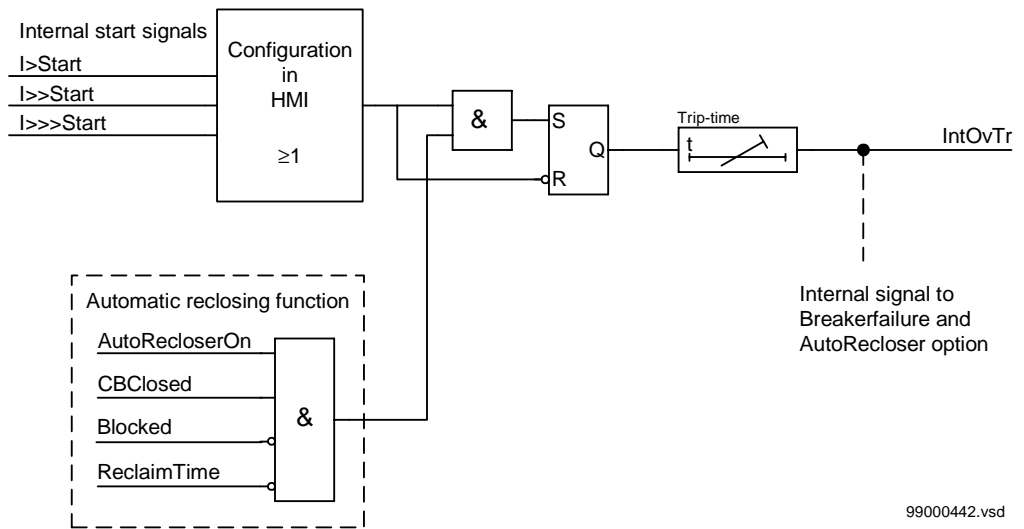 Internal start signals
I>Start
I>>Start
I>>>Start
Configuration
in
HMI
≥1
&
S
Q
R
Trip-time
t
IntOvTr
Internal signal to
Breakerfailure and
AutoRecloser option
Automatic reclosing function
AutoRecloserOn
CBClosed
Blocked
ReclaimTime
&
99000442.vsd